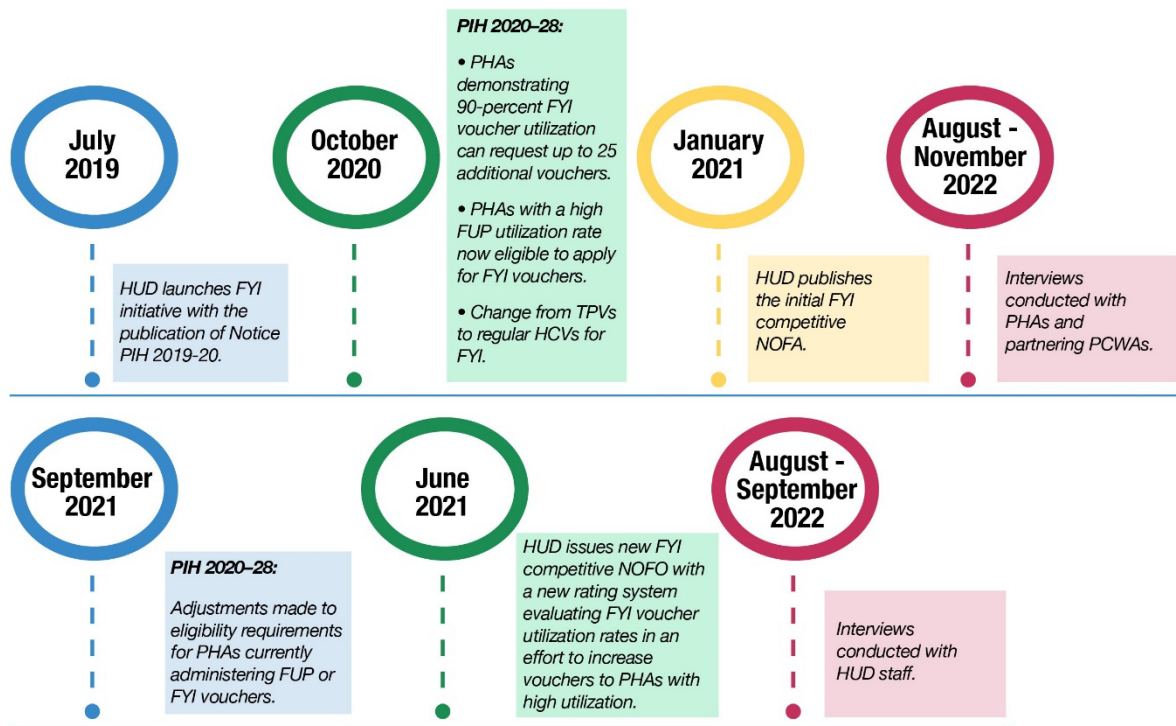 July
2019
HUD launches FYI
initiative with the
publication of Notice
PIH 2019-20.
October
2020
PIH 2020–28:
• PHAs
demonstrating
90-percent FYI
voucher utilization
can request up to 25
additional vouchers.
• PHAs with a high
FUP utilization rate
now eligible to apply
for FYI vouchers.
• Change from TPVs
to regular HCVs for
FYI.
January
2021
HUD publishes
the initial FYI
competitive
NOFA.
August -
November
2022
Interviews
conducted with
PHAs and
partnering PCWAs.
September
2021
PIH 2020–28:
Adjustments made to
eligibility requirements
for PHAs currently
administering FUP or
FYI vouchers.
June
2021
HUD issues new FYI
competitive NOFO with
a new rating system
evaluating FYI voucher
utilization rates in an
effort to increase
vouchers to PHAs with
high utilization.
August -
September
2022
Interviews
conducted with
HUD staff.